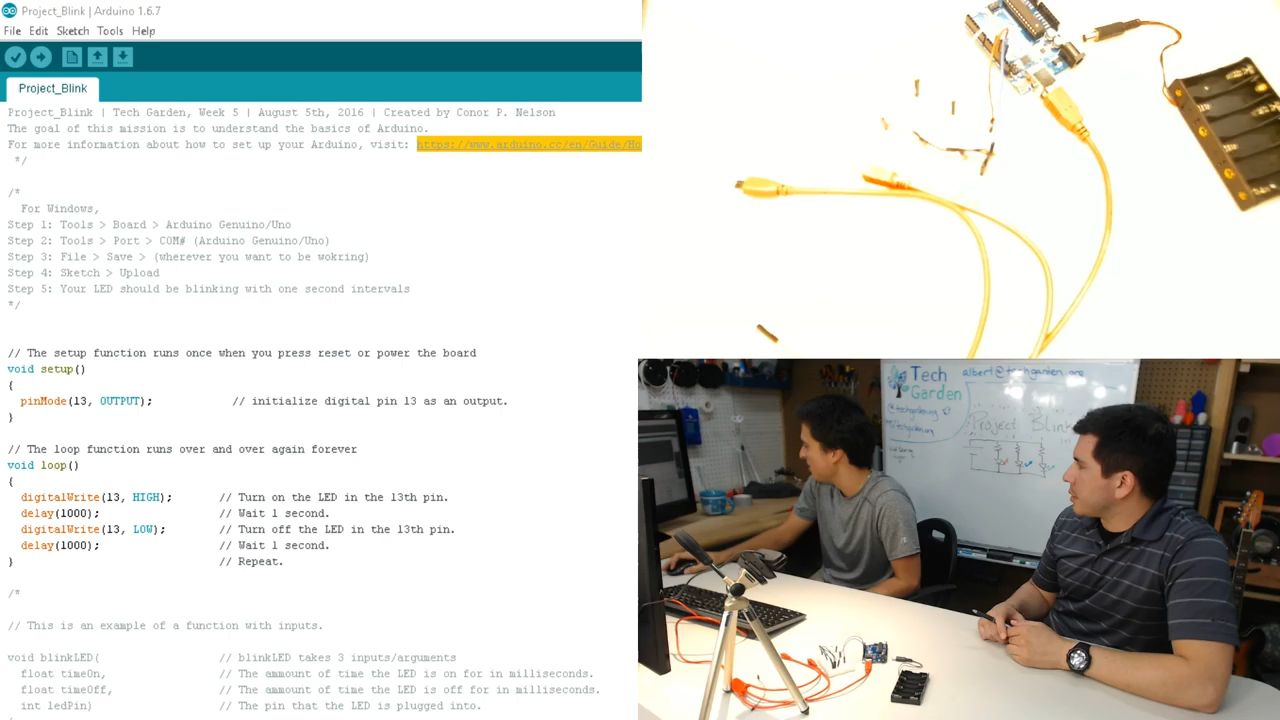 Project_Blink | Arduino 1.6.7
File Edit Sketch Tools Help
Project_Blink
Project_Blink | Tech Garden, Week 5 | August 5th, 2016 | Created by Conor P. Nelson
The goal of this mission is to understand the basics of Arduino.
For more information about how to set up your Arduino, visit: https://www.arduino.cc/en/Guide/Ho
*/
/*
For Windows,
Step 1: Tools > Board > Arduino Genuino/Uno
Step 2: Tools > Port > COM# (Arduino Genuino/Uno)
Step 3: File > Save > (wherever you want to be wokring)
Step 4: Sketch > Upload
Step 5: Your LED should be blinking with one second intervals
*/
// The setup function runs once when you press reset or power the board
void setup()
{
pinMode(13, OUTPUT); // initialize digital pin 13 as an output.
}
// The loop function runs over and over again forever
void loop()
{
digitalWrite(13, HIGH); // Turn on the LED in the 13th pin.
delay(1000); // Wait 1 second.
digitalWrite(13, LOW); // Turn off the LED in the 13th pin.
delay(1000); // Wait 1 second.
} // Repeat.
/*
// This is an example of a function with inputs.
void blinkLED( // blinkLED takes 3 inputs/arguments
float timeOn, // The ammount of time the LED is on for in milliseconds.
float timeOff, // The ammount of time the LED is off for in milliseconds.
int ledPin) // The pin that the LED is plugged into.
Tech
Garden
albert@techgarden.org
Project Blink